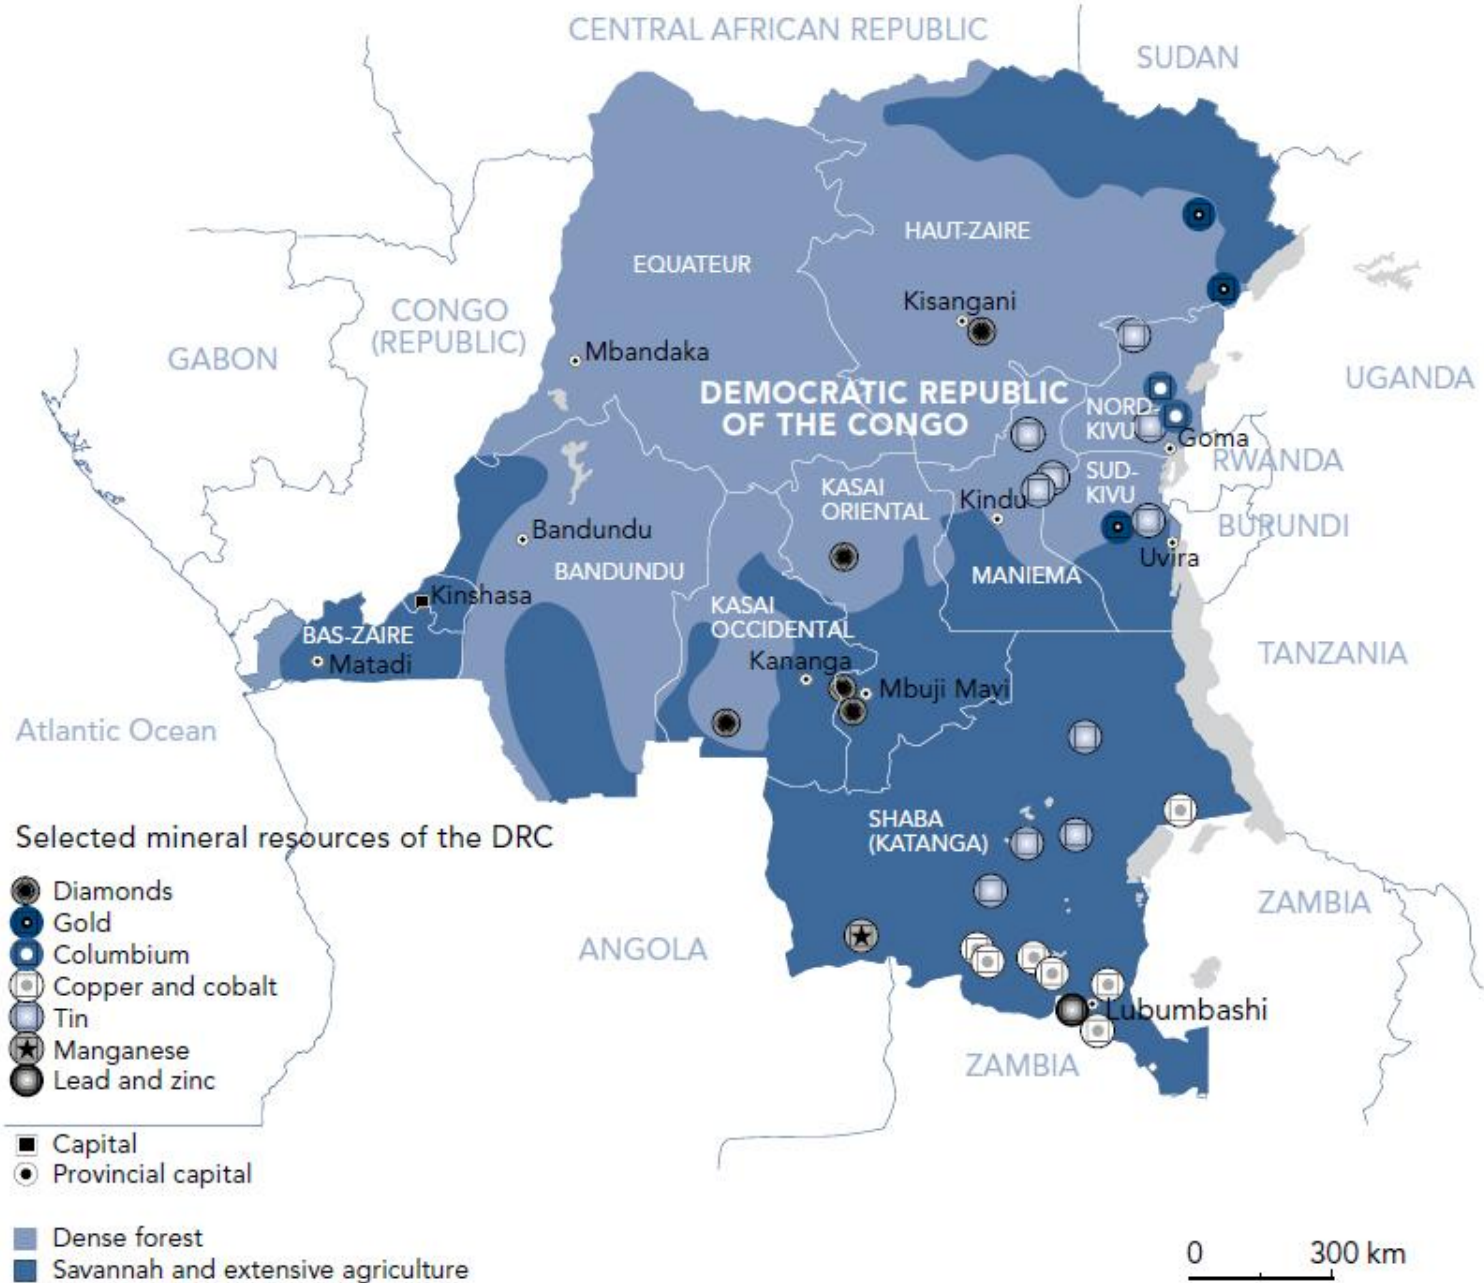 CENTRAL AFRICAN REPUBLIC
SUDAN
HAUT-ZAIRE
EQUATEUR
Kisangani
CONGO
(REPUBLIC)
GABON
Mbandaka
UGANDA
DEMOCRATIC REPUBLIC
OF THE CONGO
NORD-
KIVU
Goma
RWANDA
SUD-
KIVU
KASAI
ORIENTAL
Kindu
BURUNDI
Bandundu
Uvira
BANDUNDU
MANIEMA
Kinshasa
KASAI
OCCIDENTAL
BAS-ZAIRE
Matadi
TANZANIA
Kananga
Mbuji Mayi
Atlantic Ocean
SHABA
(KATANGA)
Selected mineral resources of the DRC
Diamonds
Gold
Columbium
Copper and cobalt
Tin
Manganese
Lead and zinc
ZAMBIA
ANGOLA
Lubumbashi
ZAMBIA
Capital
Provincial capital
Dense forest
Savannah and extensive agriculture
0 300 km